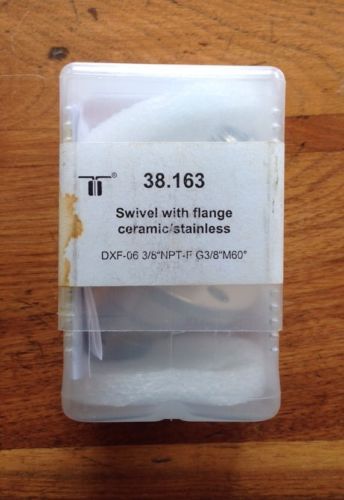 ®
38.163
Swivel with flange
ceramic/stainless
DXF-06 3/8"NPT-F G3/8"M60°